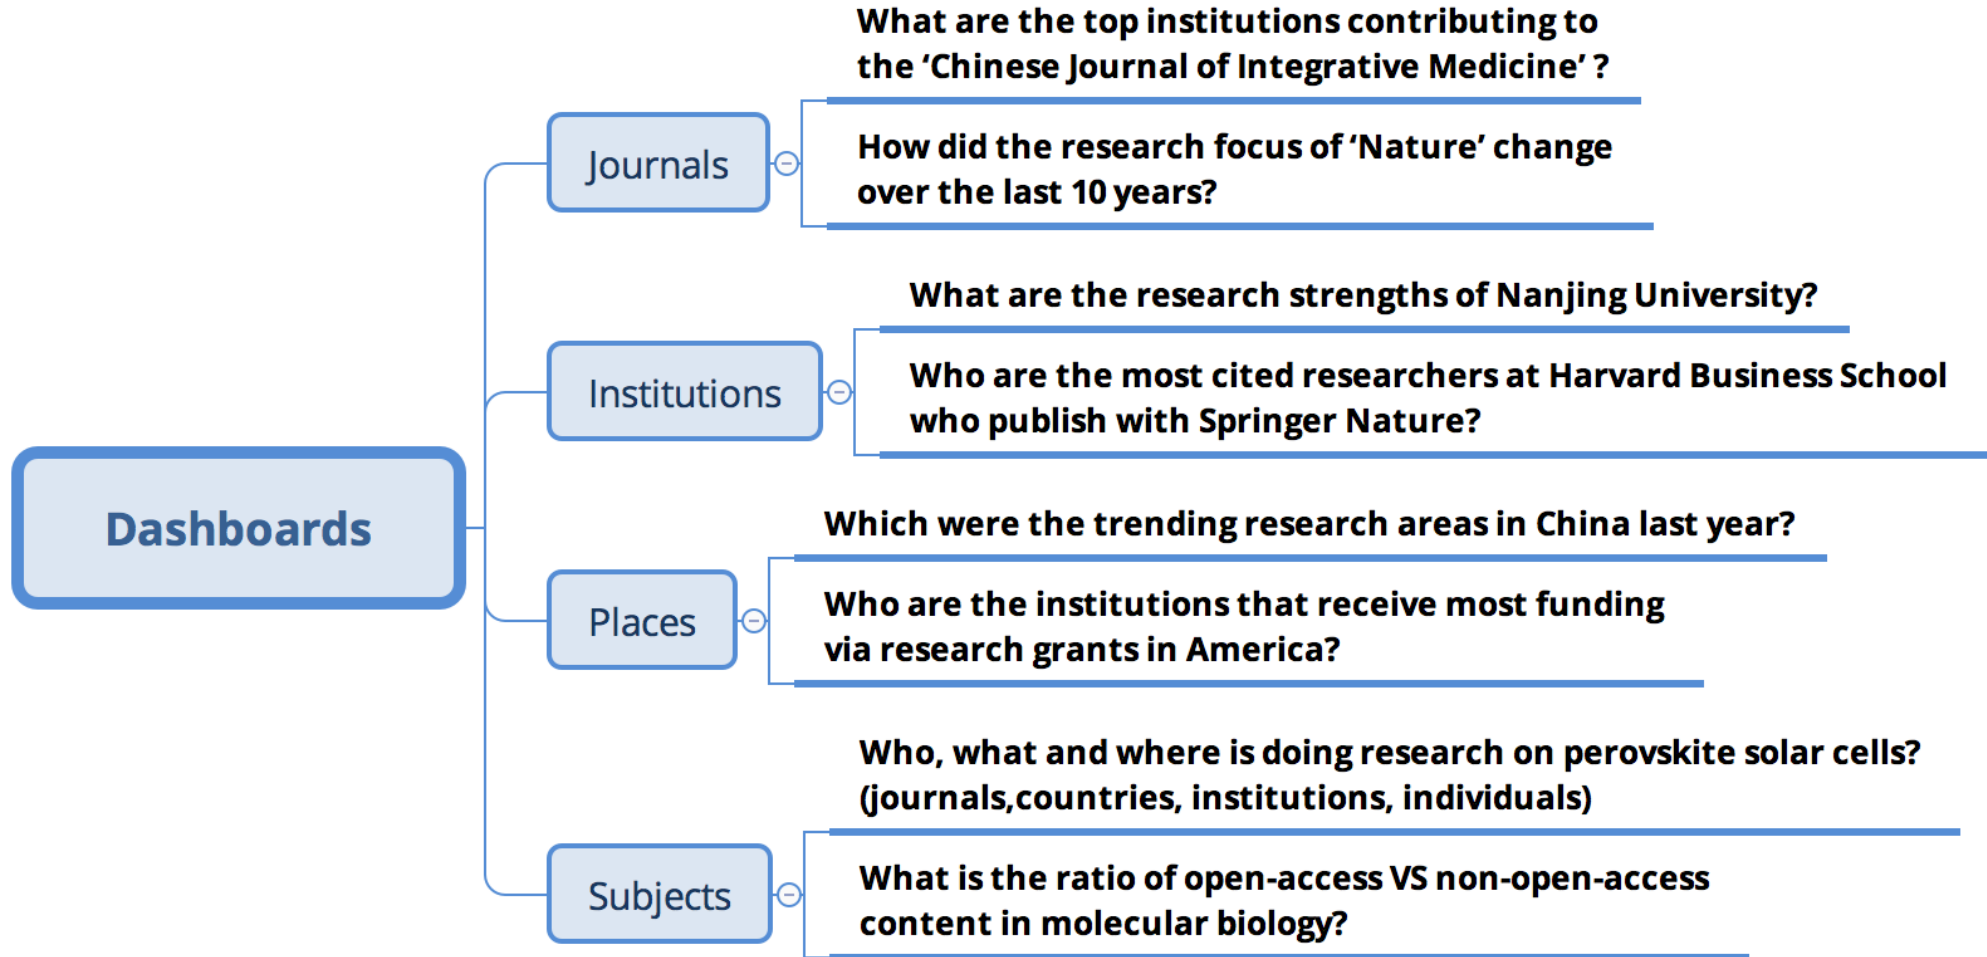 What are the top institutions contributing to
the ‘Chinese Journal of Integrative Medicine’ ?
Journals
How did the research focus of ‘Nature’ change
over the last 10 years?
What are the research strengths of Nanjing University?
Institutions
Who are the most cited researchers at Harvard Business School
who publish with Springer Nature?
Dashboards
Which were the trending research areas in China last year?
Places
Who are the institutions that receive most funding
via research grants in America?
Who, what and where is doing research on perovskite solar cells?
(journals,countries, institutions, individuals)
Subjects
What is the ratio of open-access VS non-open-access
content in molecular biology?